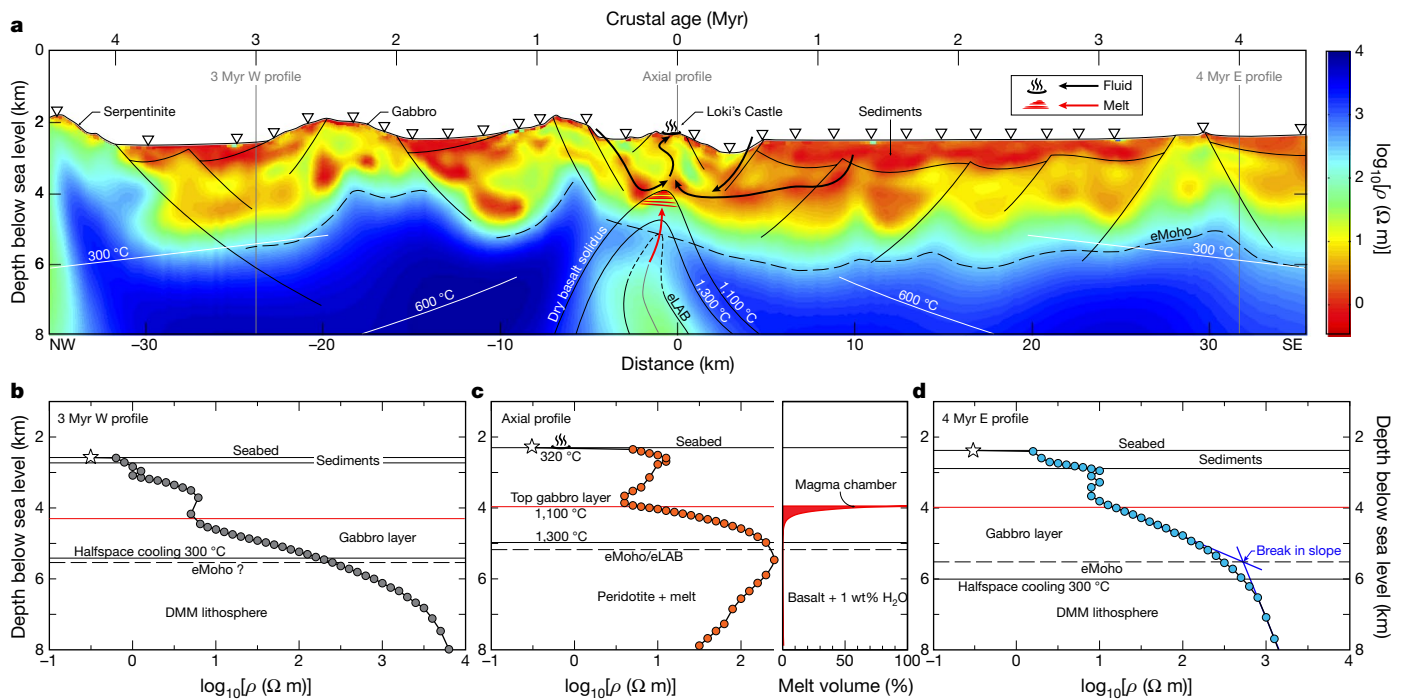 a
Crustal age (Myr)
4 3 2 1 0 1 2 3 4
3 Myr W profile
Axial profile
4 Myr E profile
Fluid
Melt
Serpentinite
Gabbro
Loki's Castle
Sediments
0
2
4
6
8
Depth below sea level (km)
300 °C
600 °C
Dry basalt solidus
eLAB
1,300 °C
1,100 °C
600 °C
eMoho
300 °C
NW −30 −20 −10 0 10 20 30 SE
Distance (km)
4
3
2
1
0
log10[ρ (Ω m)]
b
3 Myr W profile
Seabed
Sediments
Gabbro layer
Halfspace cooling 300 °C
eMoho ?
DMM lithosphere
2
4
6
8
Depth below sea level (km)
−1 0 1 2 3 4
log10[ρ (Ω m)]
c
Axial profile
Seabed
320 °C
Top gabbro layer
1,100 °C
1,300 °C
eMoho/eLAB
Peridotite + melt
2
4
6
8
−1 0 1 2
log10[ρ (Ω m)]
Magma chamber
Basalt + 1 wt% H2O
0 50 100
Melt volume (%)
d
4 Myr E profile
Seabed
Sediments
Gabbro layer
Break in slope
eMoho
Halfspace cooling 300 °C
DMM lithosphere
2
4
6
8
Depth below sea level (km)
−1 0 1 2 3 4
log10[ρ (Ω m)]